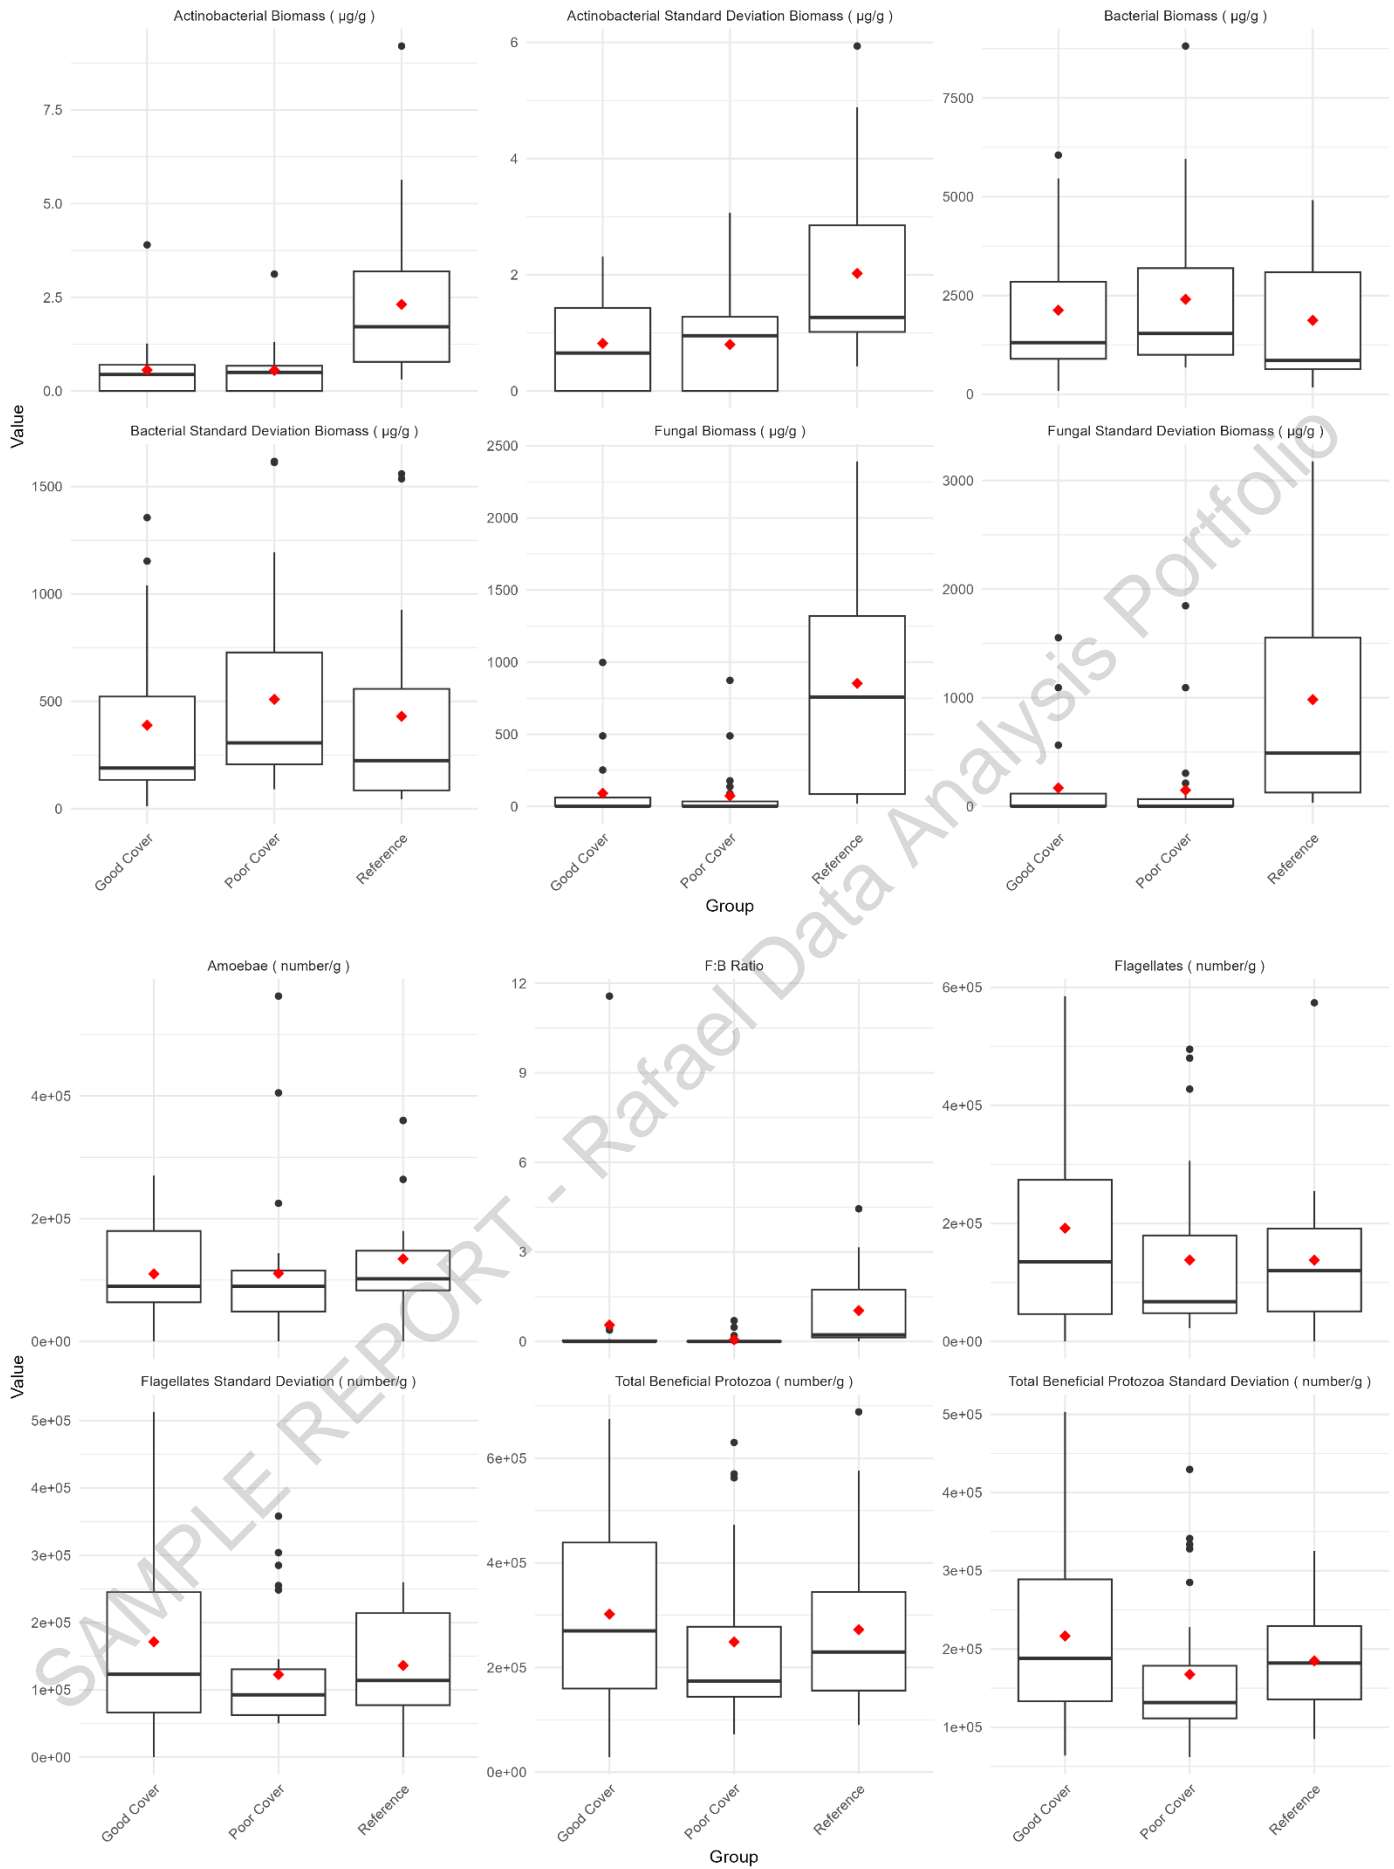 Actinobacterial Biomass ( µg/g )
Actinobacterial Standard Deviation Biomass ( µg/g )
Bacterial Biomass ( µg/g )
7.5
5.0
2.5
0.0
6
4
2
0
7500
5000
2500
0
Value
Bacterial Standard Deviation Biomass ( µg/g )
Fungal Biomass ( µg/g )
Fungal Standard Deviation Biomass ( µg/g )
1500
1000
500
0
2500
2000
1500
1000
500
0
3000
2000
1000
0
Good Cover
Poor Cover
Reference
Good Cover
Poor Cover
Reference
Good Cover
Poor Cover
Reference
Group
SAMPLE REPORT - Rafael Data Analysis Portfolio
Amoebae ( number/g )
F:B Ratio
Flagellates ( number/g )
4e+05
2e+05
0e+00
12
9
6
3
0
6e+05
4e+05
2e+05
0e+00
Value
Flagellates Standard Deviation ( number/g )
Total Beneficial Protozoa ( number/g )
Total Beneficial Protozoa Standard Deviation ( number/g )
5e+05
4e+05
3e+05
2e+05
1e+05
0e+00
6e+05
4e+05
2e+05
0e+00
5e+05
4e+05
3e+05
2e+05
1e+05
Good Cover
Poor Cover
Reference
Good Cover
Poor Cover
Reference
Good Cover
Poor Cover
Reference
Group